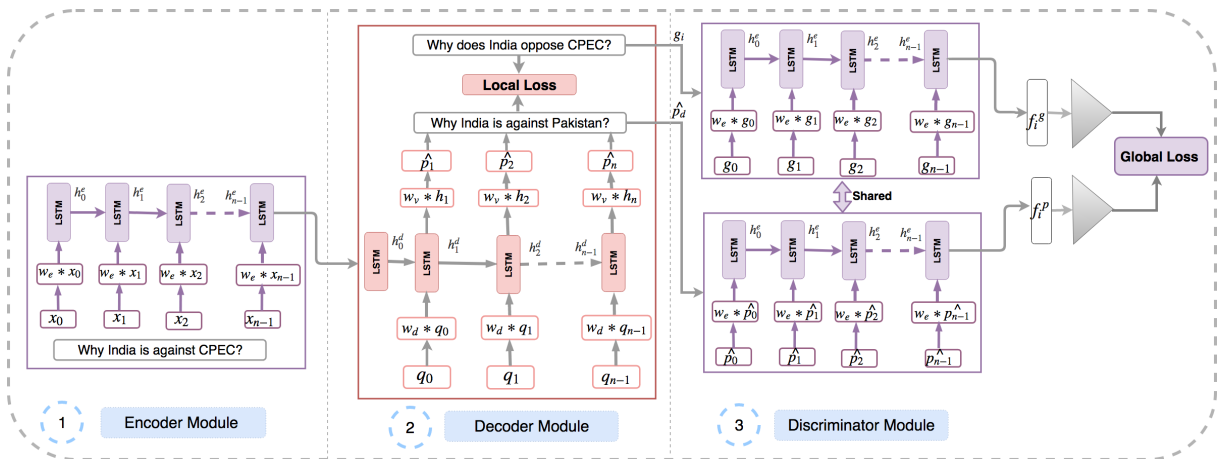 LSTM h_0^e LSTM h_1^e LSTM h_2^e h_{n-1}^e LSTM
w_e * x_0 w_e * x_1 w_e * x_2 w_e * x_{n-1}
x_0 x_1 x_2 x_{n-1}
Why India is against CPEC?
1 Encoder Module
Why does India oppose CPEC?
Local Loss
Why India is against Pakistan?
p̂_1 p̂_2 p̂_n
w_v * h_1 w_v * h_2 w_v * h_n
LSTM h_0^d LSTM h_1^d LSTM h_2^d h_{n-1}^d LSTM
w_d * q_0 w_d * q_1 w_d * q_{n-1}
q_0 q_1 q_{n-1}
2 Decoder Module
g_i
p̂_d
LSTM h_0^e LSTM h_1^e LSTM h_2^e h_{n-1}^e LSTM
w_e * g_0 w_e * g_1 w_e * g_2 w_e * g_{n-1}
g_0 g_1 g_2 g_{n-1}
Shared
LSTM h_0^e LSTM h_1^e LSTM h_2^e h_{n-1}^e LSTM
w_e * p̂_0 w_e * p̂_1 w_e * p̂_2 w_e * p̂_{n-1}
p̂_0 p̂_1 p̂_2 p̂_{n-1}
f_i^g
Global Loss
f_i^p
3 Discriminator Module